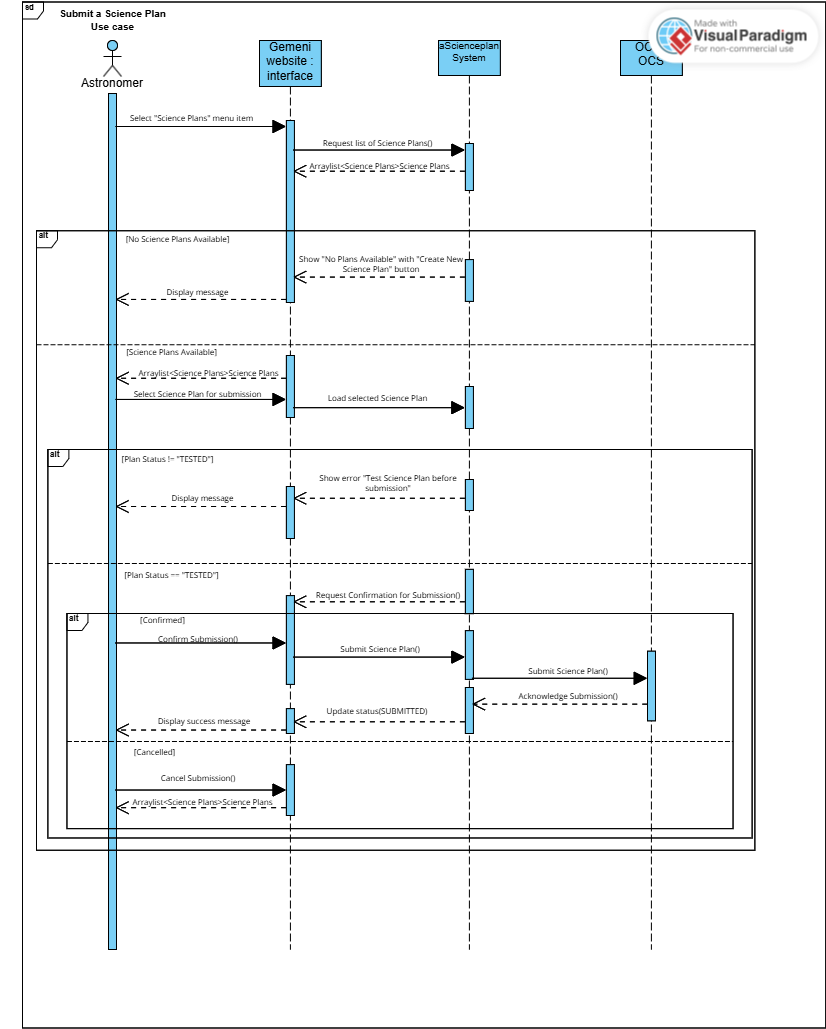 sd
Submit a Science Plan
Use case
Made with
VisualParadigm
For non-commercial use
Astronomer
Gemeni
website :
interface
aScienceplan
System
OCS
Select "Science Plans" menu item
Request list of Science Plans()
Arraylist<Science Plans>Science Plans
alt
[No Science Plans Available]
Show "No Plans Available" with "Create New
Science Plan" button
Display message
[Science Plans Available]
Arraylist<Science Plans>Science Plans
Select Science Plan for submission
Load selected Science Plan
alt
[Plan Status != "TESTED"]
Show error "Test Science Plan before
submission"
Display message
[Plan Status == "TESTED"]
Request Confirmation for Submission()
alt
[Confirmed]
Confirm Submission()
Submit Science Plan()
Submit Science Plan()
Acknowledge Submission()
Update status(SUBMITTED)
Display success message
[Cancelled]
Cancel Submission()
Arraylist<Science Plans>Science Plans